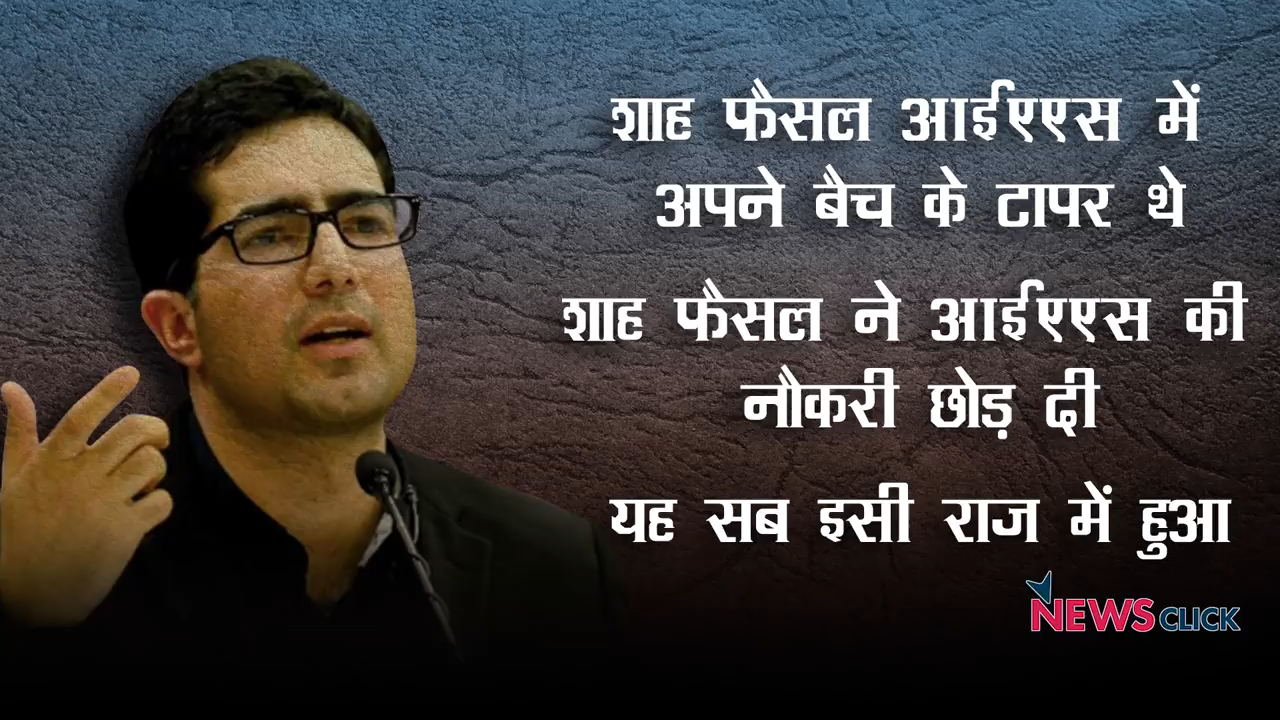 शाह फैसल आईएएस में
अपने बैच के टापर थे
शाह फैसल ने आईएएस की
नौकरी छोड़ दी
यह सब इसी राज में हुआ
NEWSCLICK